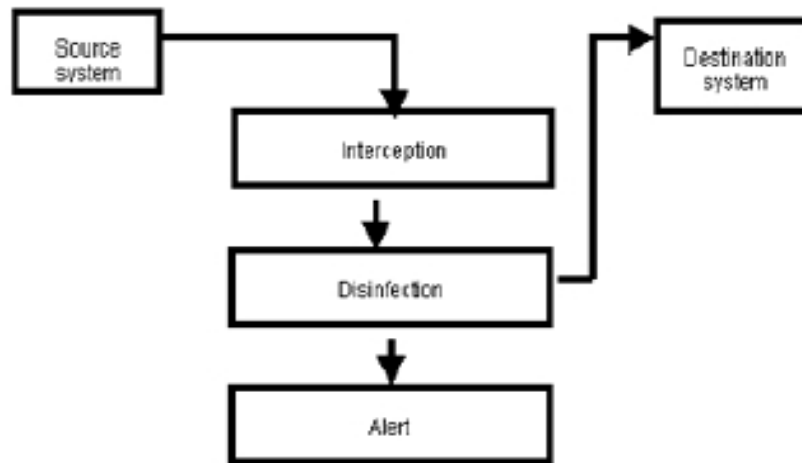 Source
system
Destination
system
Interception
Disinfection
Alert